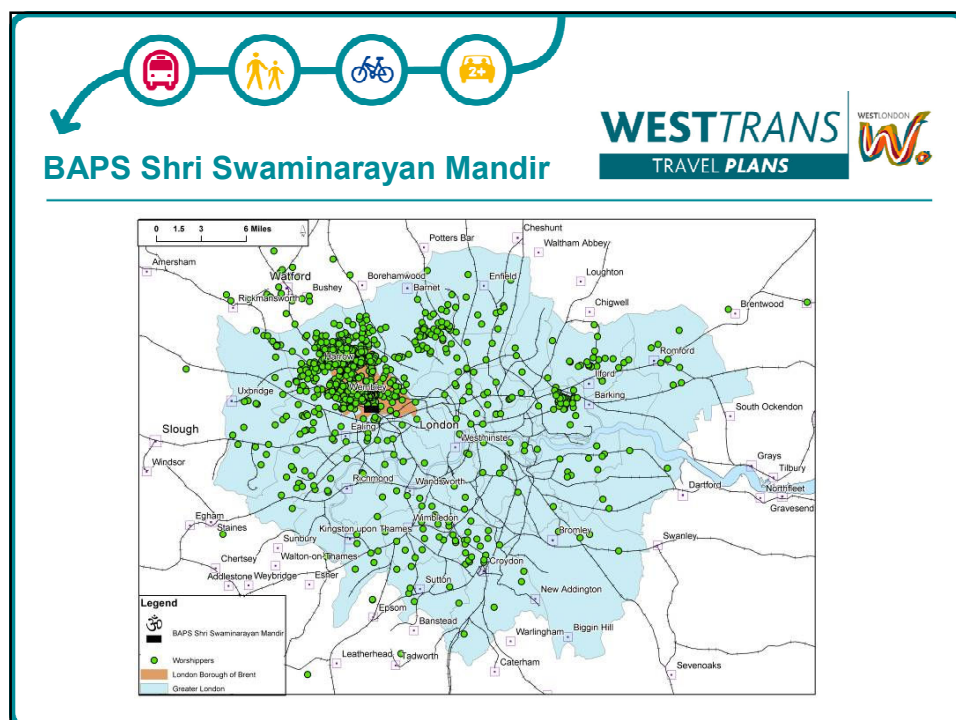 2+
WESTTRANS
TRAVEL PLANS
WESTLONDON
BAPS Shri Swaminarayan Mandir
0 1.5 3 6 Miles
Cheshunt
Potters Bar
Waltham Abbey
Amersham
Watford
Borehamwood
Enfield
Loughton
Bushey
Barnet
Rickmansworth
Chigwell
Brentwood
Harrow
Romford
Ilford
Wembley
Uxbridge
Barking
South Ockendon
Slough
Ealing
London
Westminster
Windsor
Grays
Richmond
Wandsworth
Tilbury
Dartford
Northfleet
Gravesend
Egham
Wimbledon
Staines
Kingston upon Thames
Bromley
Sunbury
Swanley
Chertsey
Walton-on-Thames
Croydon
Addlestone
Weybridge
Esher
Sutton
New Addington
Epsom
Banstead
Warlingham
Biggin Hill
Leatherhead
Tadworth
Caterham
Sevenoaks
Legend
ॐ
BAPS Shri Swaminarayan Mandir
Worshippers
London Borough of Brent
Greater London